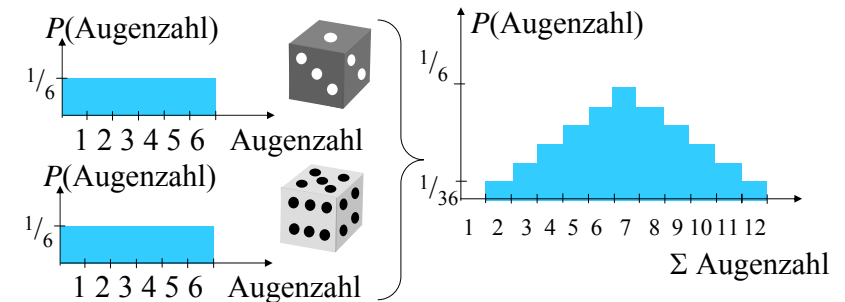 P(Augenzahl)
1/6
1 2 3 4 5 6 Augenzahl
P(Augenzahl)
1/6
1 2 3 4 5 6 Augenzahl
P(Augenzahl)
1/6
1/36
1 2 3 4 5 6 7 8 9 10 11 12
Σ Augenzahl